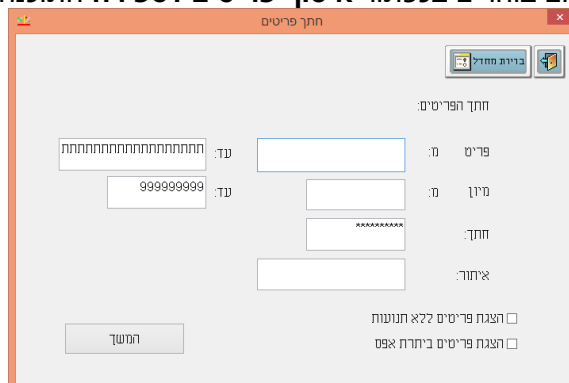 חתך פריטים
ברירת מחדל
חתך הפריטים:
פריט מ: עד: תתתתתתתתתתתתתתתתתתת
מיון מ: עד: 999999999
חתך: **********
איתור:
הצגת פריטים ללא תנועות
הצגת פריטים ביתרת אפס
המשך